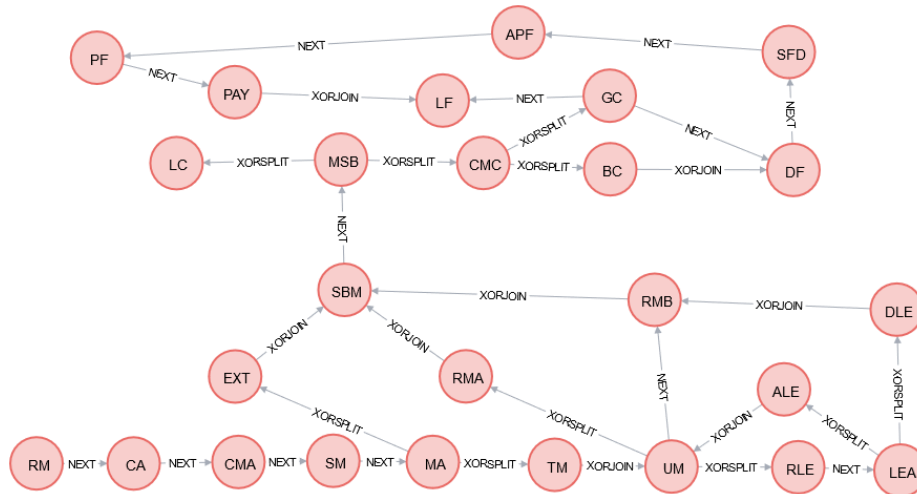 APF
NEXT
NEXT
PF
SFD
NEXT
PAY
XORJOIN
LF
NEXT
GC
NEXT
NEXT
XORSPLIT
LC
XORSPLIT
MSB
XORSPLIT
CMC
XORSPLIT
BC
XORJOIN
DF
NEXT
SBM
XORJOIN
RMB
XORJOIN
DLE
XORJOIN
XORJOIN
EXT
RMA
NEXT
ALE
XORSPLIT
XORSPLIT
XORSPLIT
XORJOIN
XORSPLIT
RM
NEXT
CA
NEXT
CMA
NEXT
SM
NEXT
MA
XORSPLIT
TM
XORJOIN
UM
XORSPLIT
RLE
NEXT
LEA